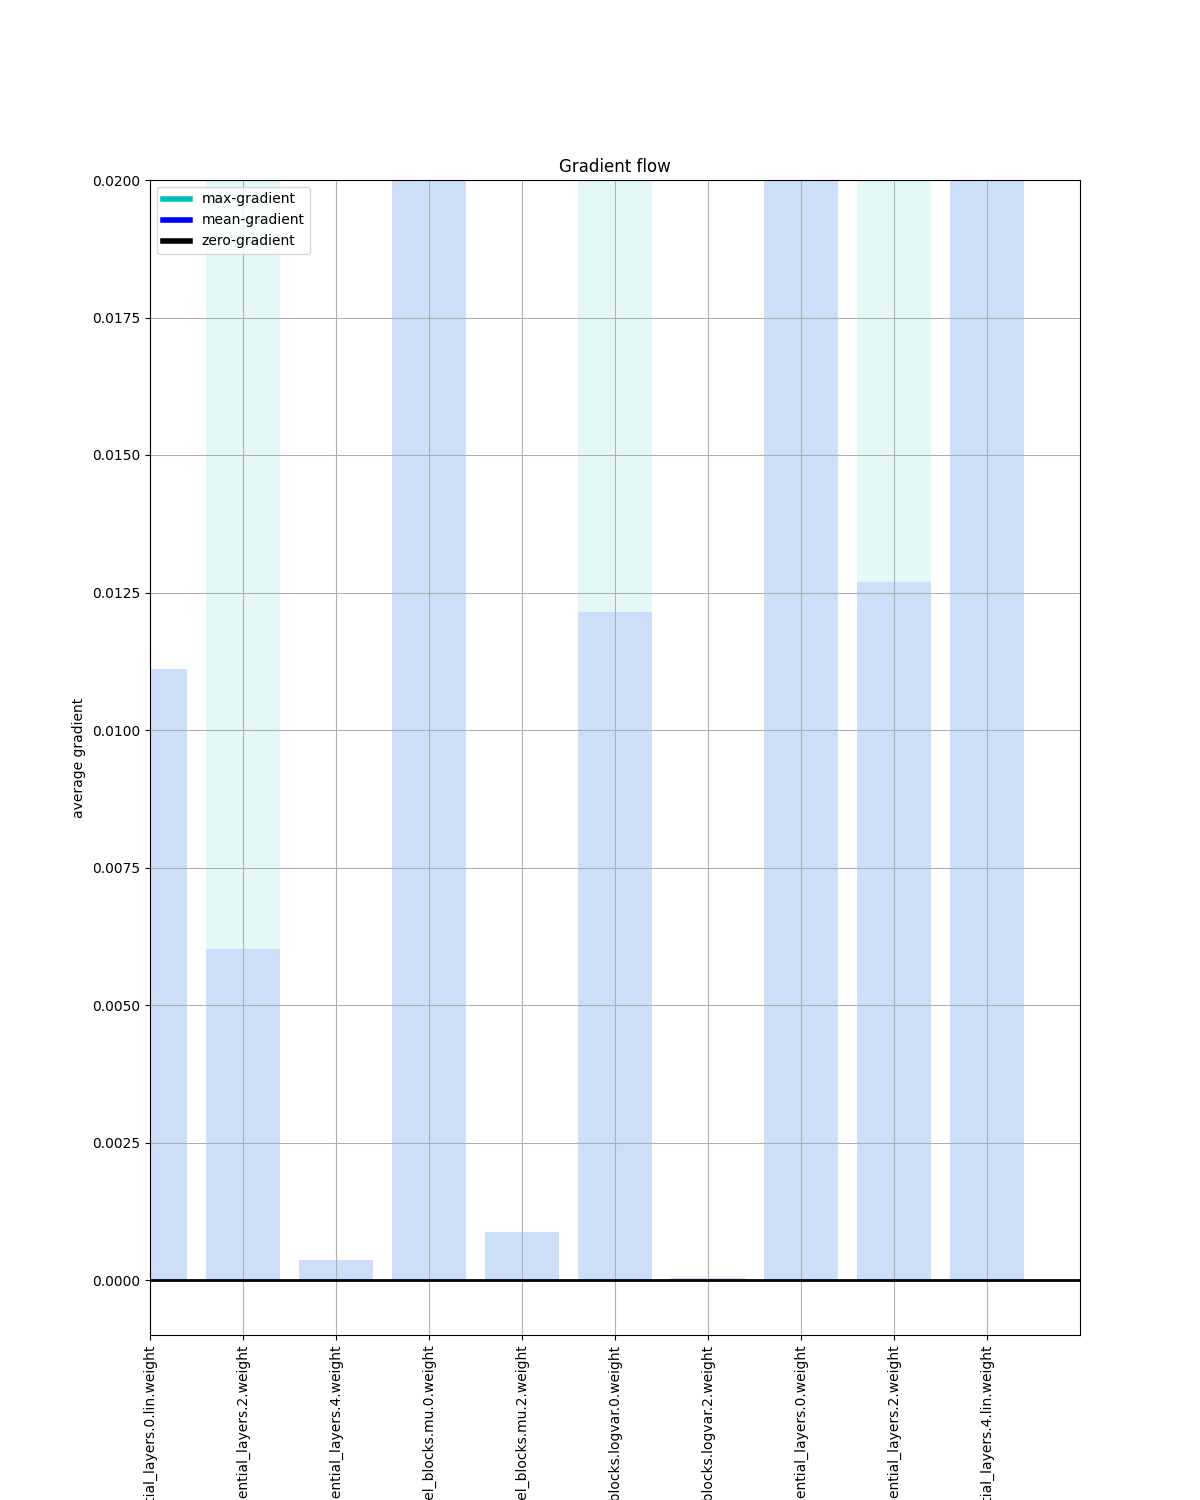 Gradient flow
max-gradient
mean-gradient
zero-gradient
0.0200
0.0175
0.0150
0.0125
0.0100
0.0075
0.0050
0.0025
0.0000
average gradient
tial_layers.0.lin.weight
ential_layers.2.weight
ential_layers.4.weight
el_blocks.mu.0.weight
el_blocks.mu.2.weight
blocks.logvar.0.weight
blocks.logvar.2.weight
ential_layers.0.weight
ential_layers.2.weight
tial_layers.4.lin.weight